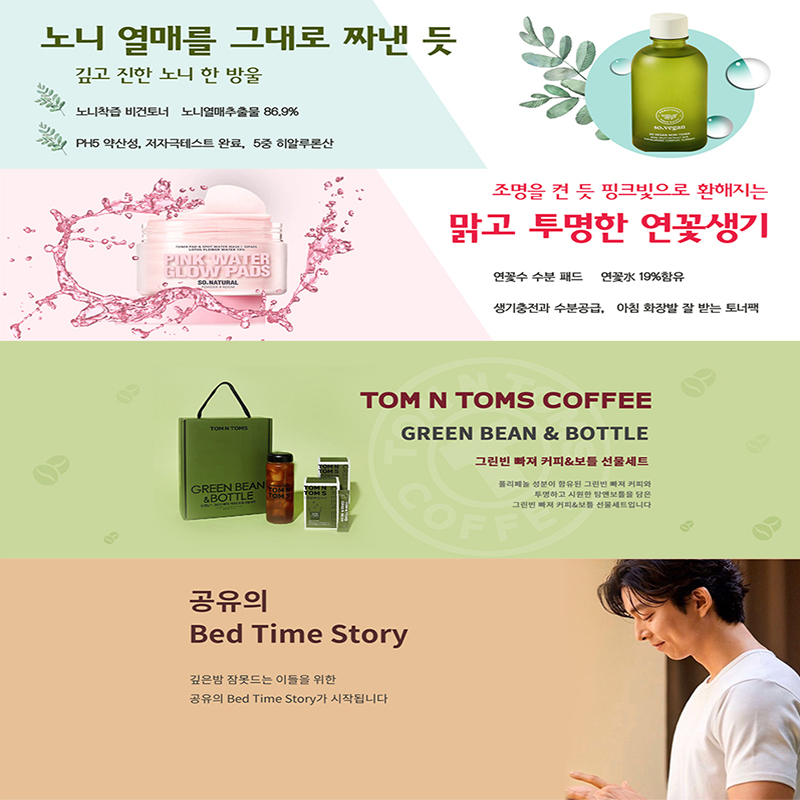 노니 열매를 그대로 짜낸 듯
깊고 진한 노니 한 방울
노니착즙 비건토너 노니열매추출물 86.9%
PH5 약산성, 저자극테스트 완료, 5중 히알루론산
so.vegan
조명을 켠 듯 핑크빛으로 환해지는
맑고 투명한 연꽃생기
연꽃수 수분 패드 연꽃水 19%함유
생기충전과 수분공급, 아침 화장발 잘 받는 토너팩
PINK WATER
GLOW PADS
SO.NATURAL
TOM N TOMS COFFEE
GREEN BEAN & BOTTLE
그린빈 빠져 커피&보틀 선물세트
폴리페놀 성분이 함유된 그린빈 빠져 커피와
투명하고 시원한 탐앤보틀을 담은
그린빈 빠져 커피&보틀 선물세트입니다
TOM N TOMS
GREEN BEAN
&BOTTLE
TOM N
TOMS
TOM N
TOMS
공유의
Bed Time Story
깊은밤 잠못드는 이들을 위한
공유의 Bed Time Story가 시작됩니다